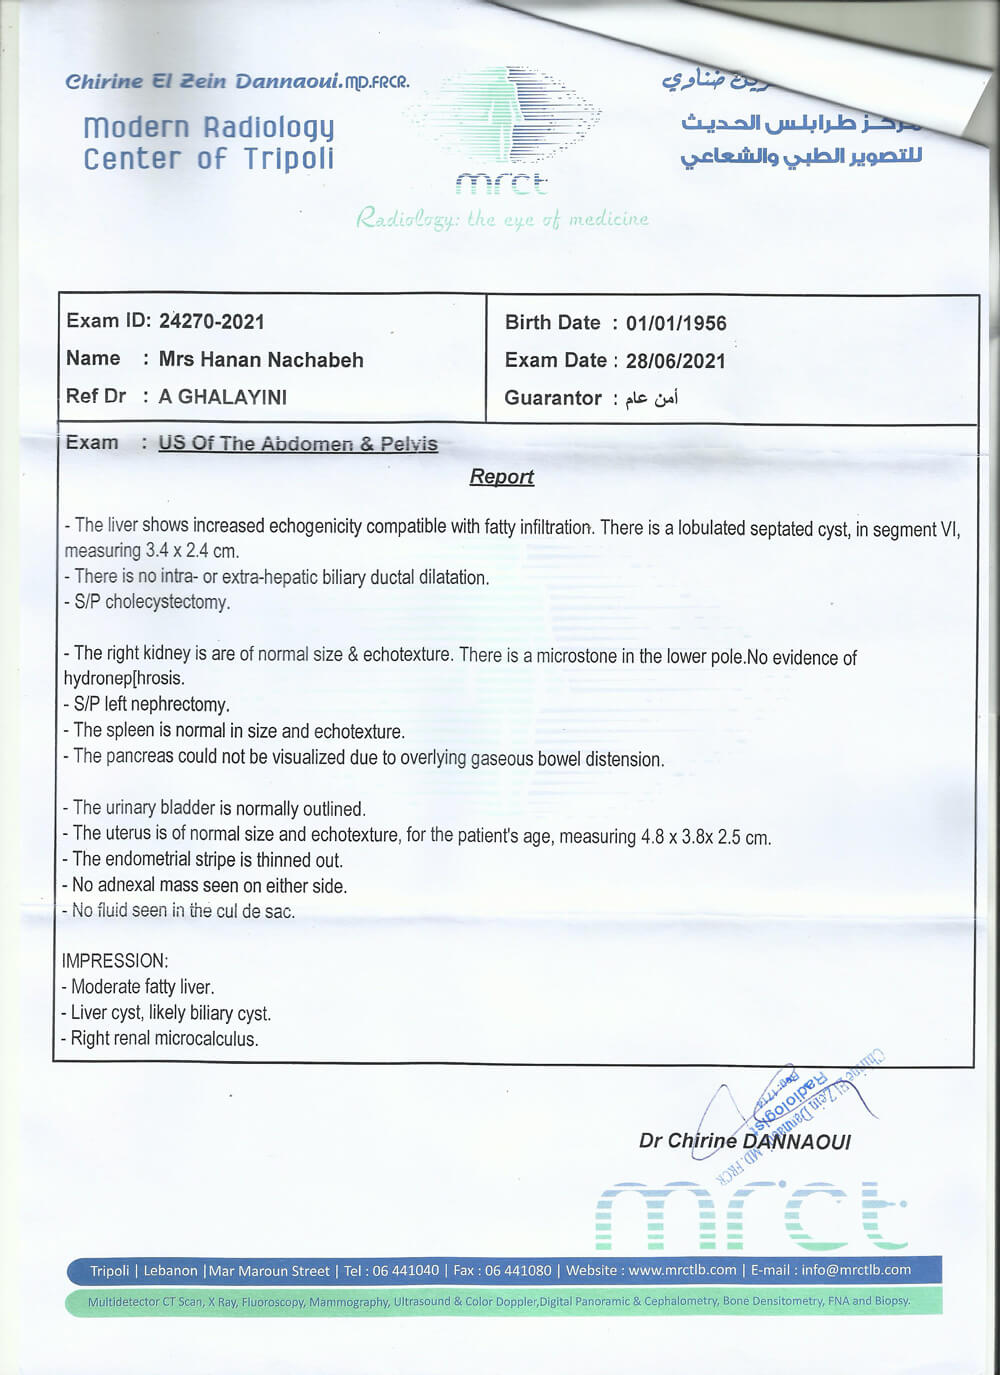 Chirine El Zein Dannaoui.MD.FRCR.
Modern Radiology
Center of Tripoli
ضناوي
طرابلس الحديث
للتصوير الطبي والشعاعي
mrct
Radiology: the eye of medicine
Exam ID: 24270-2021
Name : Mrs Hanan Nachabeh
Ref Dr : A GHALAYINI
Birth Date : 01/01/1956
Exam Date : 28/06/2021
Guarantor : أمن عام
Exam : US Of The Abdomen & Pelvis
Report
- The liver shows increased echogenicity compatible with fatty infiltration. There is a lobulated septated cyst, in segment VI,
measuring 3.4 x 2.4 cm.
- There is no intra- or extra-hepatic biliary ductal dilatation.
- S/P cholecystectomy.
- The right kidney is are of normal size & echotexture. There is a microstone in the lower pole.No evidence of
hydronep[hrosis.
- S/P left nephrectomy.
- The spleen is normal in size and echotexture.
- The pancreas could not be visualized due to overlying gaseous bowel distension.
- The urinary bladder is normally outlined.
- The uterus is of normal size and echotexture, for the patient's age, measuring 4.8 x 3.8x 2.5 cm.
- The endometrial stripe is thinned out.
- No adnexal mass seen on either side.
- No fluid seen in the cul de sac.
IMPRESSION:
- Moderate fatty liver.
- Liver cyst, likely biliary cyst.
- Right renal microcalculus.
Chirine El Zein Dannaoui MD. FRCR
Radiologist
Dr Chirine DANNAOUI
mrct
Tripoli | Lebanon |Mar Maroun Street | Tel : 06 441040 | Fax : 06 441080 | Website : www.mrctlb.com | E-mail : info@mrctlb.com
Multidetector CT Scan, X Ray, Fluoroscopy, Mammography, Ultrasound & Color Doppler,Digital Panoramic & Cephalometry, Bone Densitometry, FNA and Biopsy.